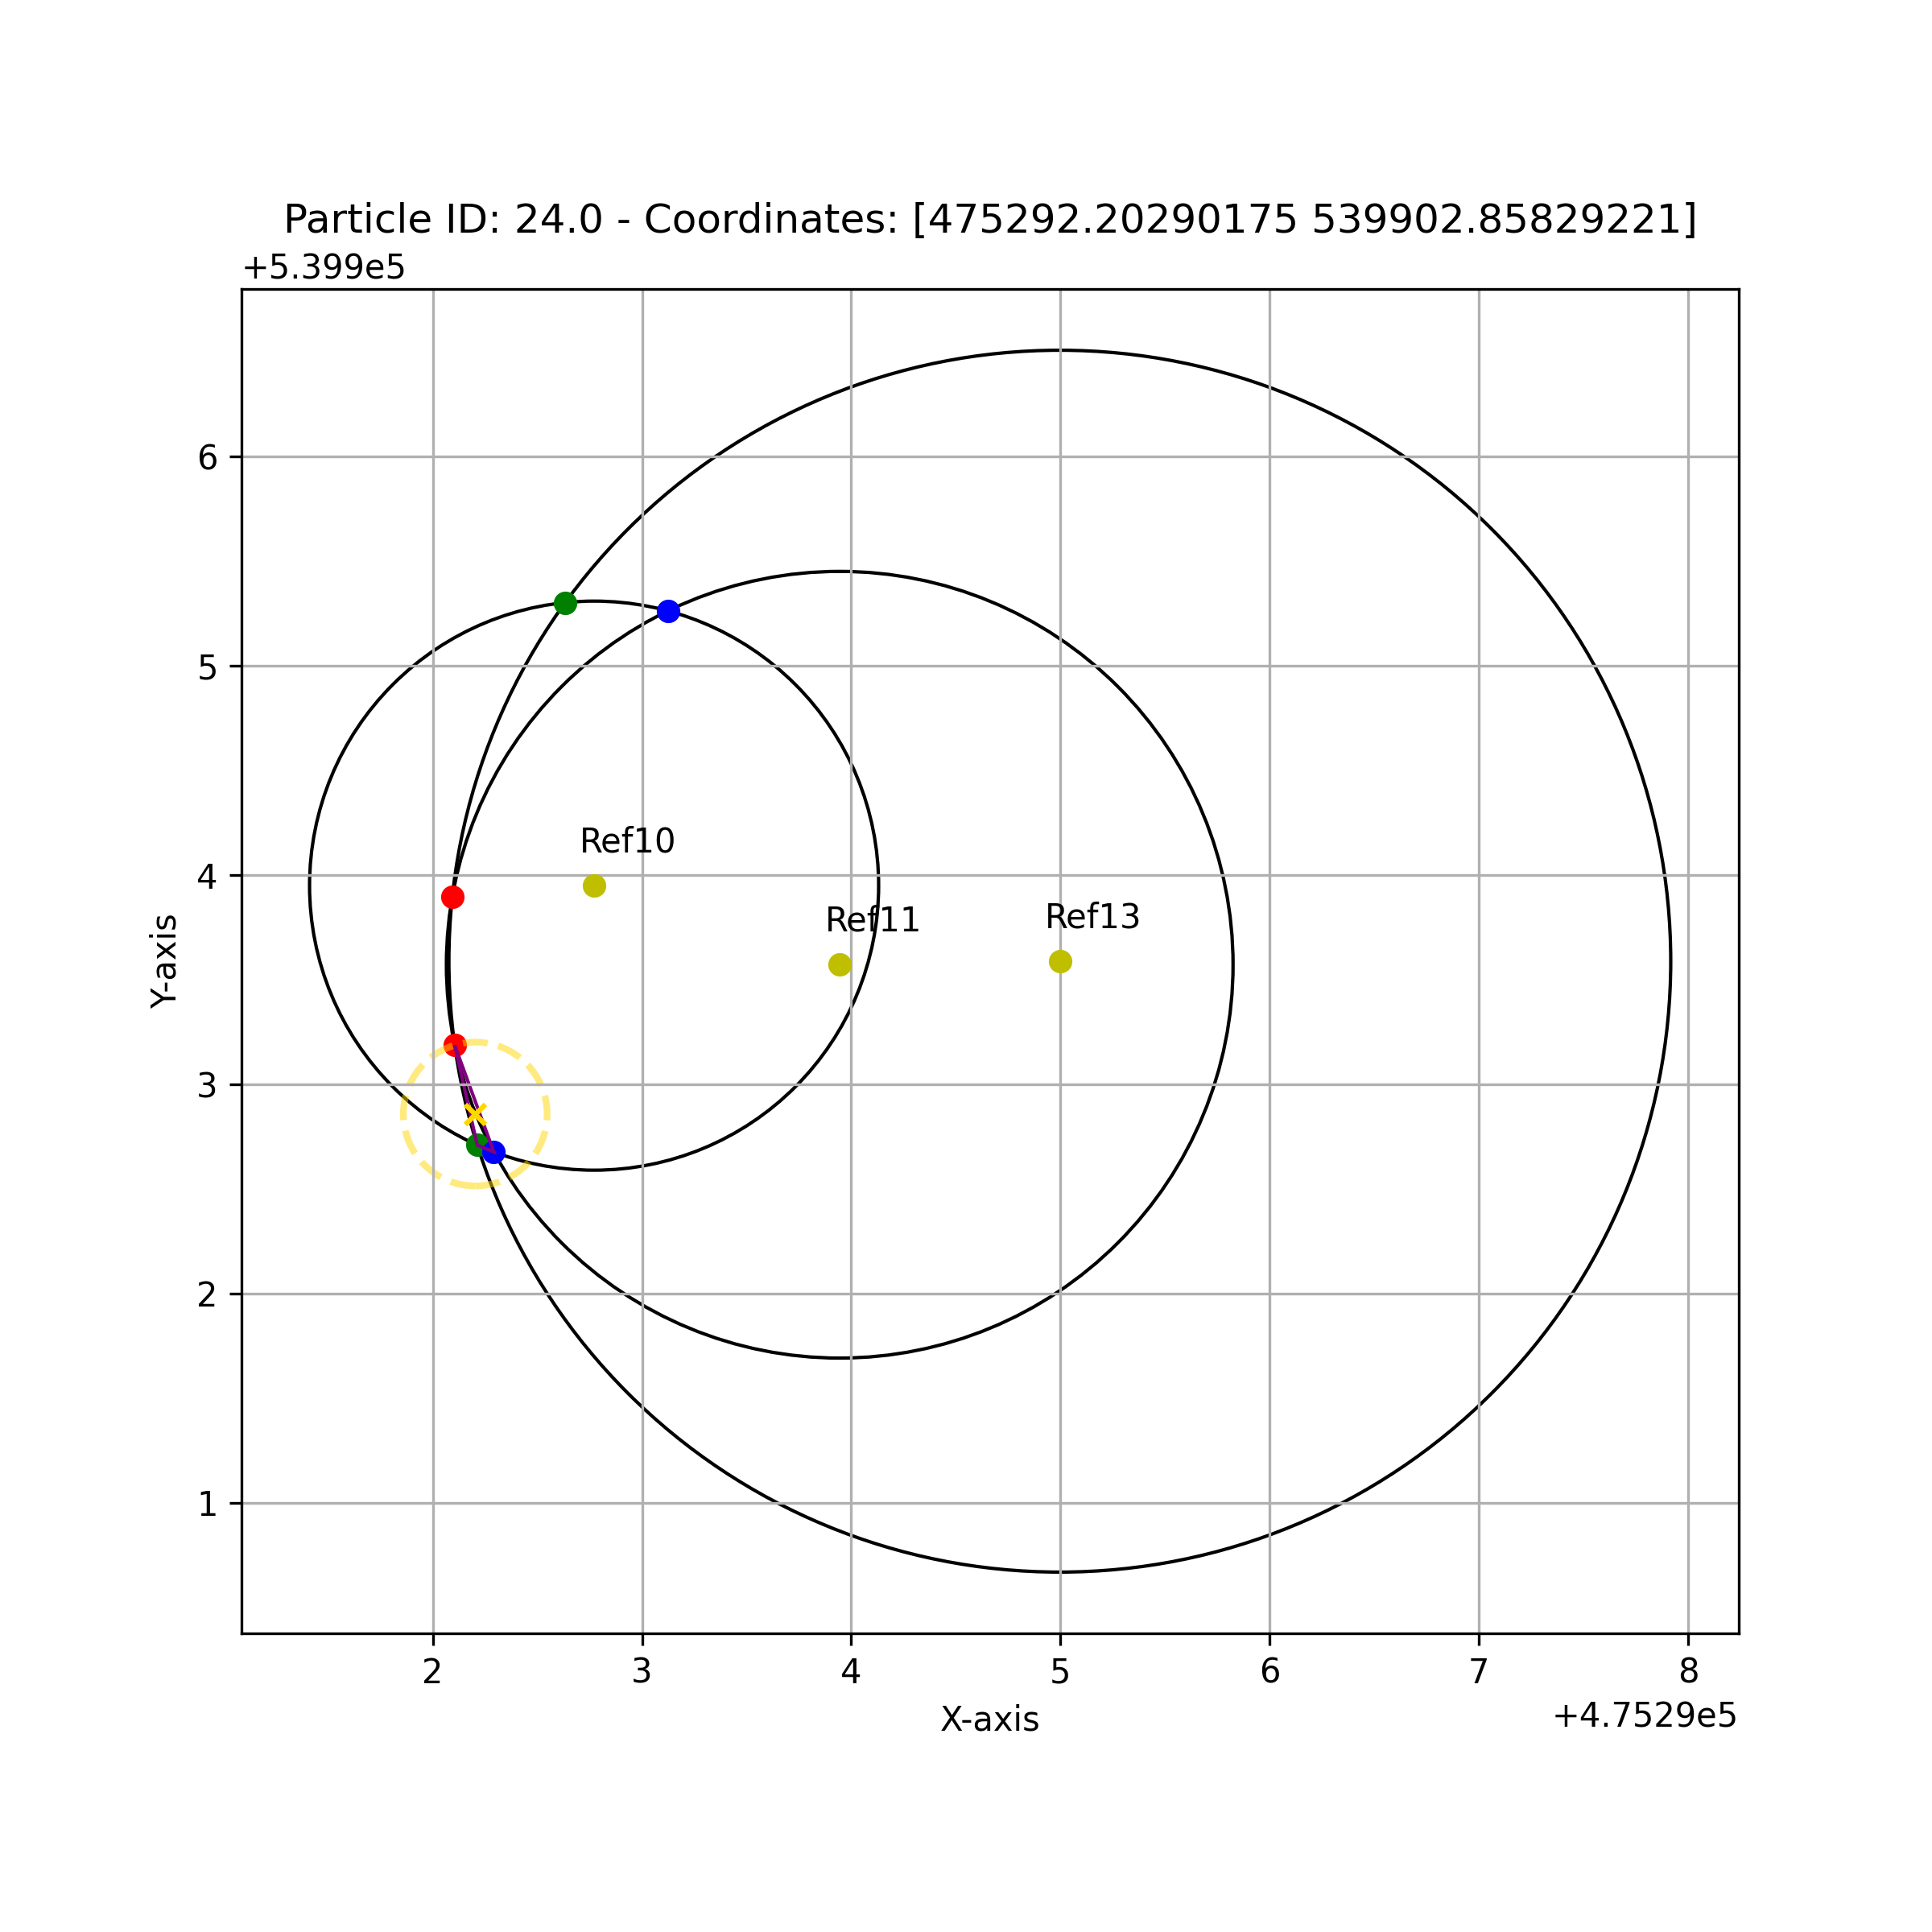 Particle ID: 24.0 - Coordinates: [475292.20290175 539902.85829221]
+5.399e5
6
5
Ref10
4
Ref11
Ref13
Y-axis
3
2
1
2 3 4 5 6 7 8
X-axis
+4.7529e5